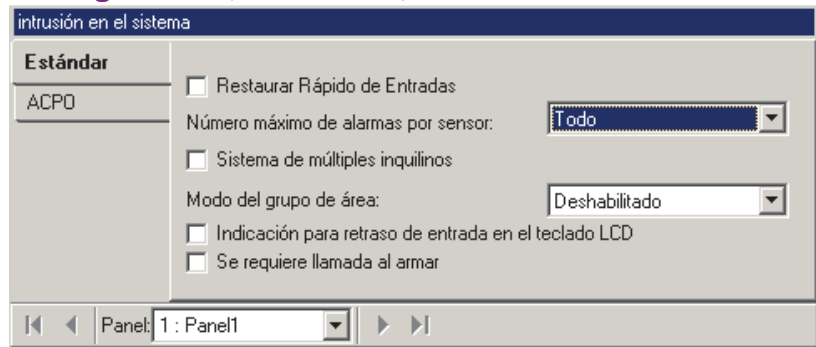 intrusión en el sistema
Estándar
ACPO
Restaurar Rápido de Entradas
Número máximo de alarmas por sensor: Todo
Sistema de múltiples inquilinos
Modo del grupo de área: Deshabilitado
Indicación para retraso de entrada en el teclado LCD
Se requiere llamada al armar
Panel: 1 : Panel1